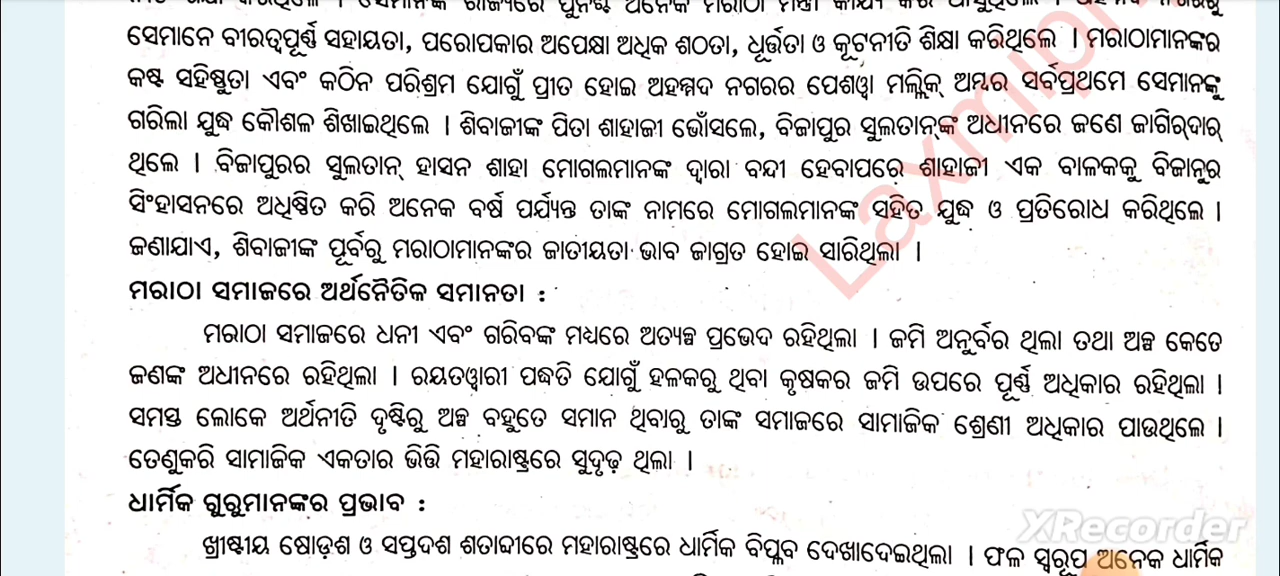 ସେମାନେ ବୀରତ୍ୱପୂର୍ଣ୍ଣ ସହାୟତା, ପରୋପକାର ଅପେକ୍ଷା ଅଧିକ ଶଠତା, ଧୂର୍ତ୍ତତା ଓ କୂଟନୀତି ଶିକ୍ଷା କରିଥିଲେ । ମରାଠାମାନଙ୍କର
କଷ୍ଟ ସହିଷ୍ଣୁତା ଏବଂ କଠିନ ପରିଶ୍ରମ ଯୋଗୁଁ ପ୍ରୀତ ହୋଇ ଅହମ୍ମଦ ନଗରର ପେଶୱା ମଲ୍ଲିକ୍ ଅମ୍ବର ସର୍ବପ୍ରଥମେ ସେମାନଙ୍କୁ
ଗରିଲା ଯୁଦ୍ଧ କୌଶଳ ଶିଖାଇଥିଲେ । ଶିବାଜୀଙ୍କ ପିତା ଶାହାଜୀ ଭୋଁସଲେ, ବିଜାପୁର ସୁଲତାନ୍‌ଙ୍କ ଅଧୀନରେ ଜଣେ ଜାଗିର୍‌ଦାର୍
ଥିଲେ । ବିଜାପୁରର ସୁଲତାନ୍ ହାସନ ଶାହା ମୋଗଲମାନଙ୍କ ଦ୍ୱାରା ବନ୍ଦୀ ହେବାପରେ ଶାହାଜୀ ଏକ ବାଳକକୁ ବିଜାନୁର
ସିଂହାସନରେ ଅଧିଷ୍ଠିତ କରି ଅନେକ ବର୍ଷ ପର୍ଯ୍ୟନ୍ତ ତାଙ୍କ ନାମରେ ମୋଗଲମାନଙ୍କ ସହିତ ଯୁଦ୍ଧ ଓ ପ୍ରତିରୋଧ କରିଥିଲେ ।
ଜଣାଯାଏ, ଶିବାଜୀଙ୍କ ପୂର୍ବରୁ ମରାଠାମାନଙ୍କର ଜାତୀୟତା ଭାବ ଜାଗ୍ରତ ହୋଇ ସାରିଥିଲା ।
ମରାଠା ସମାଜରେ ଅର୍ଥନୈତିକ ସମାନତା :
ମରାଠା ସମାଜରେ ଧନୀ ଏବଂ ଗରିବଙ୍କ ମଧ୍ୟରେ ଅତ୍ୟଳ୍ପ ପ୍ରଭେଦ ରହିଥିଲା । ଜମି ଅନୁର୍ବର ଥିଲା ତଥା ଅଳ୍ପ କେତେ
ଜଣଙ୍କ ଅଧୀନରେ ରହିଥିଲା । ରୟତୱାରୀ ପଦ୍ଧତି ଯୋଗୁଁ ହଳକରୁ ଥିବା କୃଷକର ଜମି ଉପରେ ପୂର୍ଣ୍ଣ ଅଧିକାର ରହିଥିଲା ।
ସମସ୍ତ ଲୋକେ ଅର୍ଥନୀତି ଦୃଷ୍ଟିରୁ ଅଳ୍ପ ବହୁତେ ସମାନ ଥିବାରୁ ତାଙ୍କ ସମାଜରେ ସାମାଜିକ ଶ୍ରେଣୀ ଅଧିକାର ପାଉଥିଲେ ।
ତେଣୁକରି ସାମାଜିକ ଏକତାର ଭିତ୍ତି ମହାରାଷ୍ଟ୍ରରେ ସୁଦୃଢ଼ ଥିଲା ।
ଧାର୍ମିକ ଗୁରୁମାନଙ୍କର ପ୍ରଭାବ :
ଖ୍ରୀଷ୍ଟୀୟ ଷୋଡ଼ଶ ଓ ସପ୍ତଦଶ ଶତାବ୍ଦୀରେ ମହାରାଷ୍ଟ୍ରରେ ଧାର୍ମିକ ବିପ୍ଳବ ଦେଖାଦେଇଥିଲା । ଫଳ ସ୍ୱରୂପ ଅନେକ ଧାର୍ମିକ
XRecorder